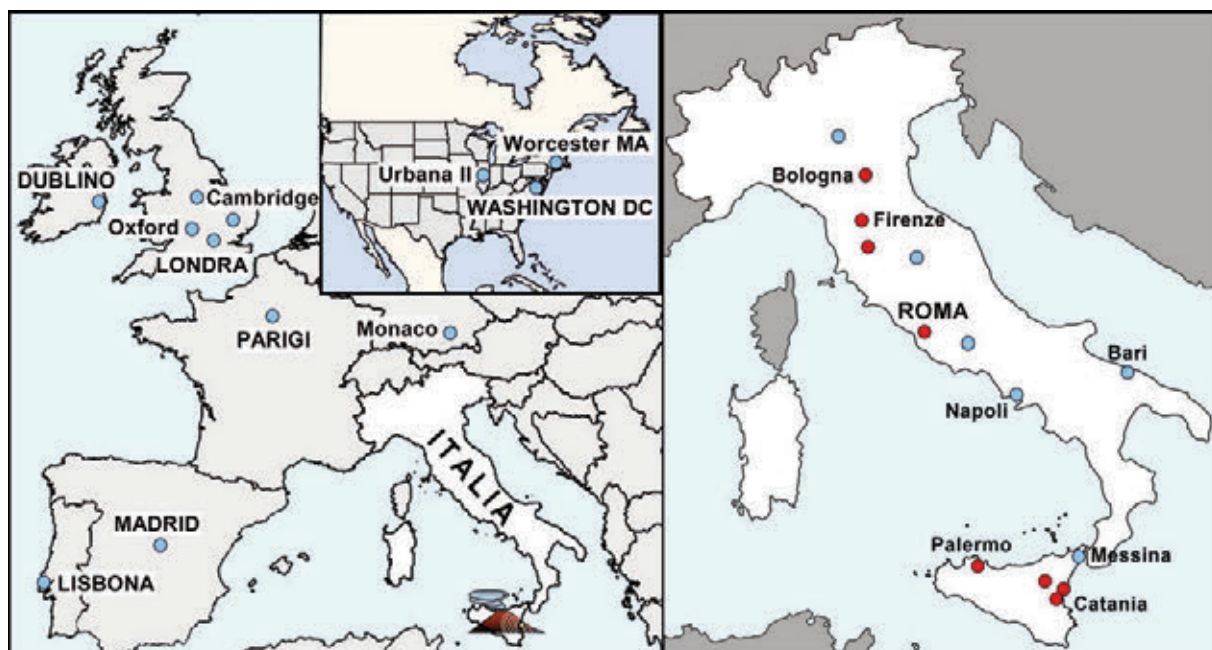 DUBLINO
Cambridge
Oxford
LONDRA
PARIGI
Monaco
MADRID
LISBONA
ITALIA
Worcester MA
Urbana Il
WASHINGTON DC
Bologna
Firenze
ROMA
Bari
Napoli
Palermo
Messina
Catania